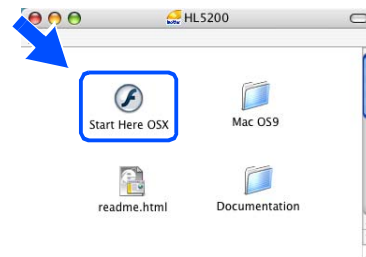 HL5200
Start Here OSX
Mac OS9
readme.html
Documentation